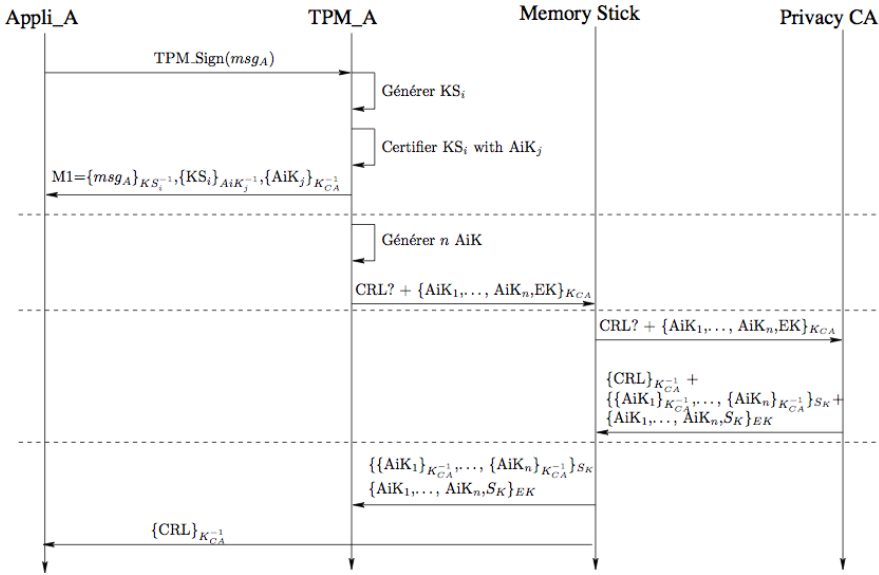 Appli_A TPM_A Memory Stick Privacy CA
TPM_Sign(msg_A)
Générer KS_i
Certifier KS_i with AiK_j
M1={msg_A}_{KS_i^{-1}},{KS_i}_{AiK_j^{-1}},{AiK_j}_{K_{CA}^{-1}}
Générer n AiK
CRL? + {AiK_1,..., AiK_n,EK}_{K_{CA}}
CRL? + {AiK_1,..., AiK_n,EK}_{K_{CA}}
{CRL}_{K_{CA}^{-1}} +
{{AiK_1}_{K_{CA}^{-1}},..., {AiK_n}_{K_{CA}^{-1}}}_{S_K}+
{AiK_1,..., AiK_n,S_K}_{EK}
{{AiK_1}_{K_{CA}^{-1}},..., {AiK_n}_{K_{CA}^{-1}}}_{S_K}
{AiK_1,..., AiK_n,S_K}_{EK}
{CRL}_{K_{CA}^{-1}}